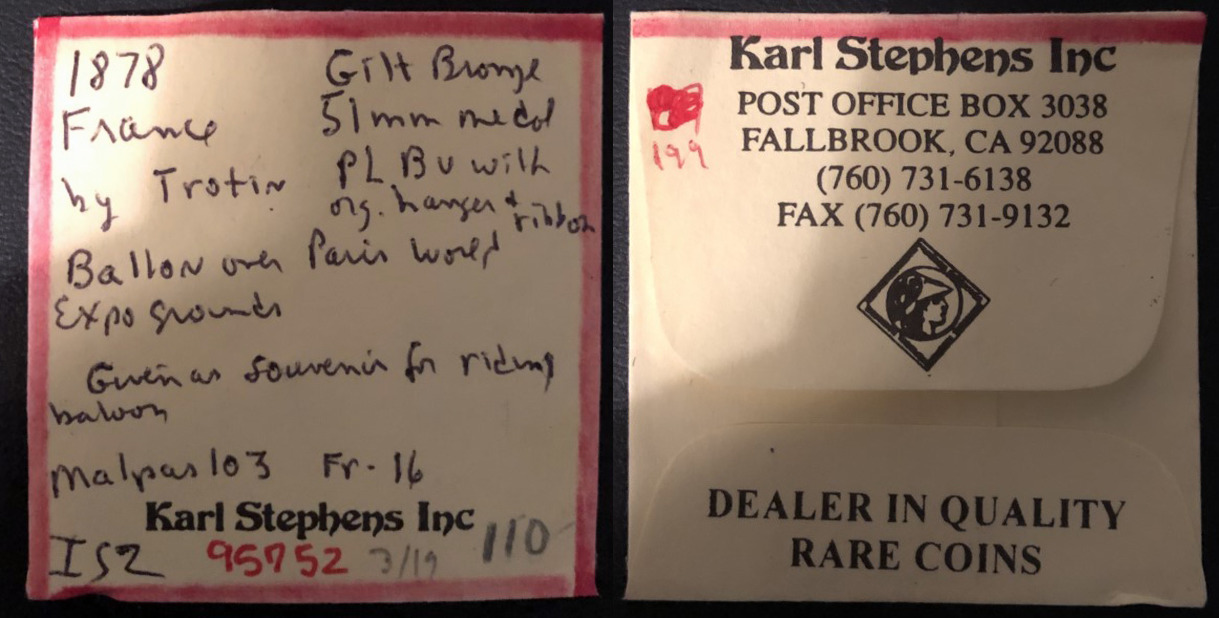 1878
France
by Trotin
Gilt Bronze
51mm medal
PL BU with
org. hanger + ribbon
Ballon over Paris World
Expo grounds
Given as Souvenir for riding
baloon
Malpas 103 Fr-16
Karl Stephens Inc
ISZ 95752 3/19 110
Karl Stephens Inc
POST OFFICE BOX 3038
FALLBROOK, CA 92088
(760) 731-6138
FAX (760) 731-9132
199
DEALER IN QUALITY
RARE COINS